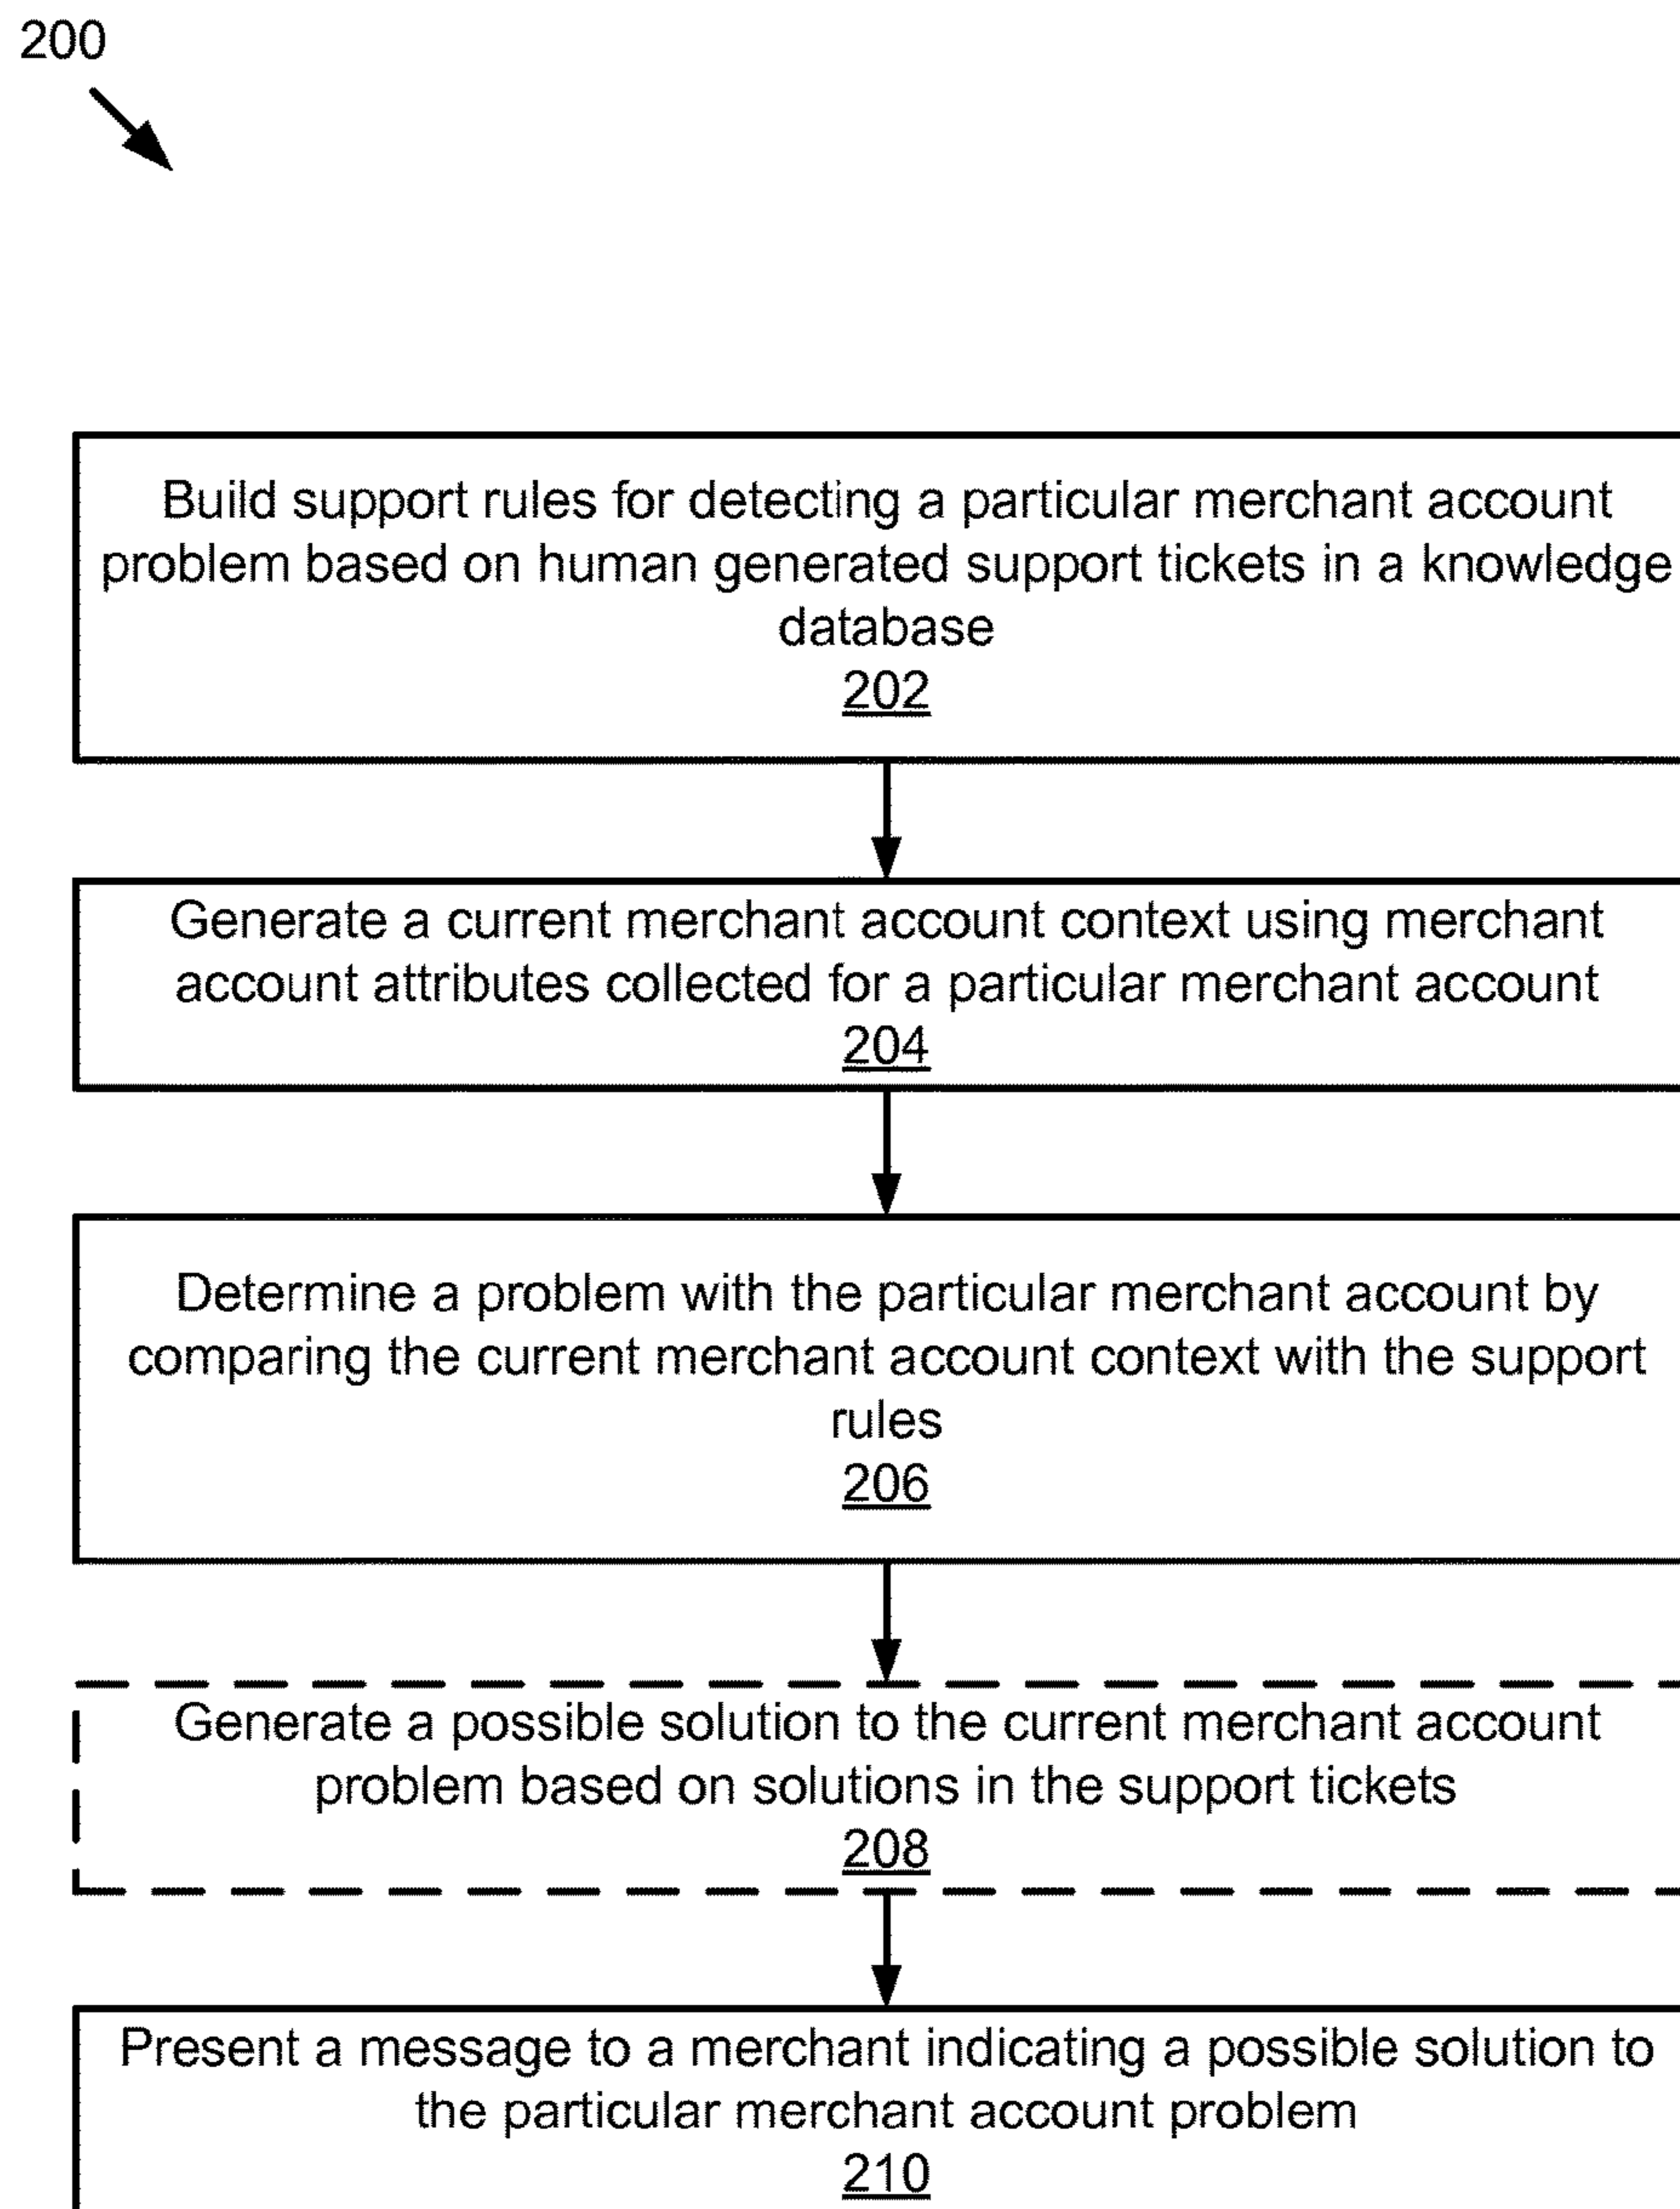 200
Build support rules for detecting a particular merchant account
problem based on human generated support tickets in a knowledge
database
202
Generate a current merchant account context using merchant
account attributes collected for a particular merchant account
204
Determine a problem with the particular merchant account by
comparing the current merchant account context with the support
rules
206
Generate a possible solution to the current merchant account
problem based on solutions in the support tickets
208
Present a message to a merchant indicating a possible solution to
the particular merchant account problem
210